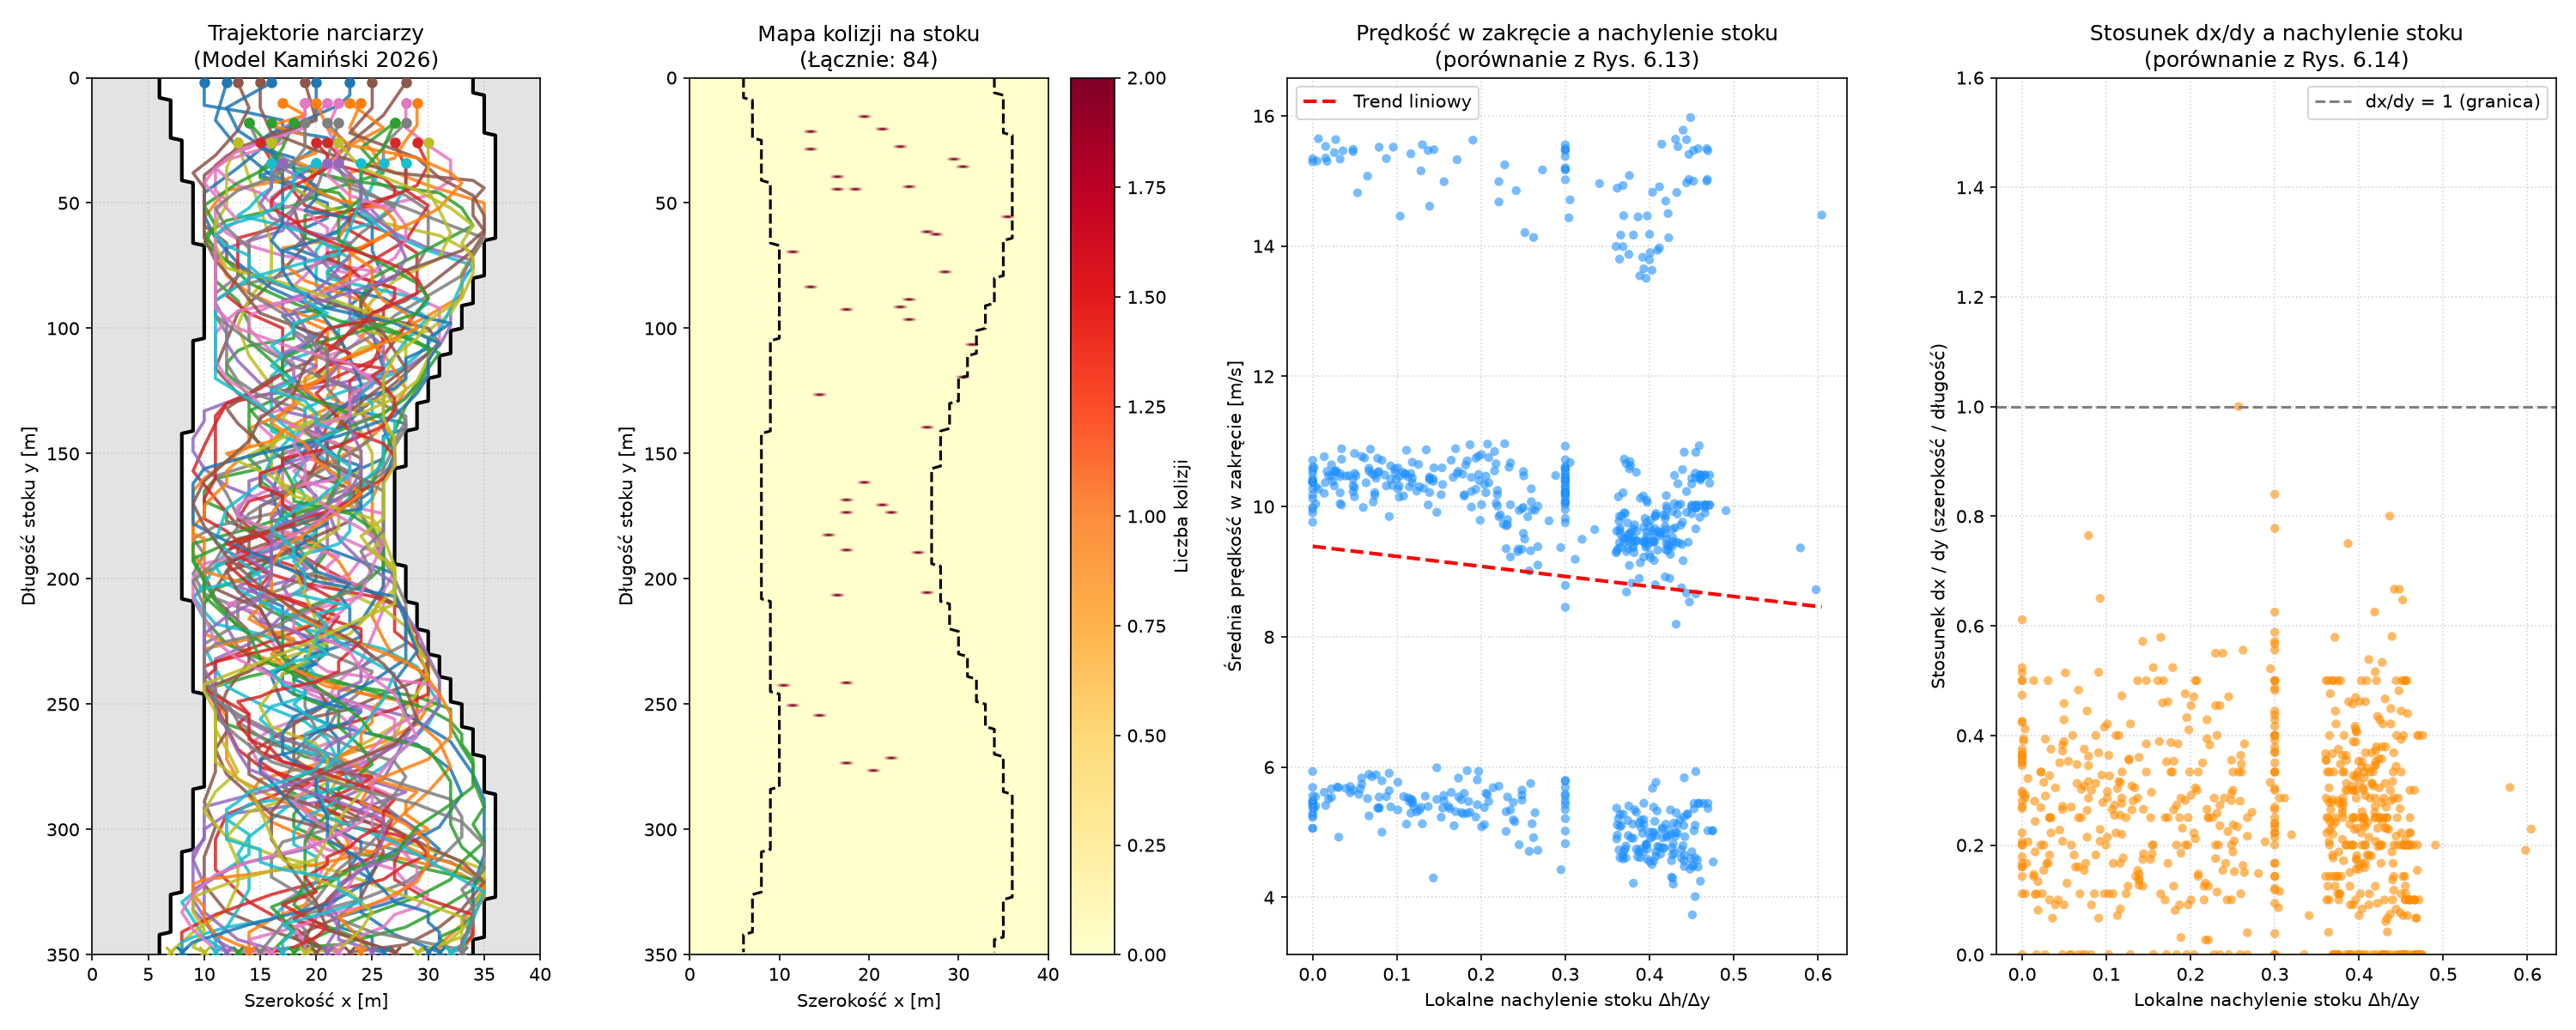 Trajektorie narciarzy
(Model Kamiński 2026)
0
50
100
150
200
250
300
350
Długość stoku y [m]
0 5 10 15 20 25 30 35 40
Szerokość x [m]
Mapa kolizji na stoku
(Łącznie: 84)
0
50
100
150
200
250
300
350
Długość stoku y [m]
0 10 20 30 40
Szerokość x [m]
2.00
1.75
1.50
1.25
1.00
0.75
0.50
0.25
0.00
Liczba kolizji
Prędkość w zakręcie a nachylenie stoku
(porównanie z Rys. 6.13)
Trend liniowy
16
14
12
10
8
6
4
Średnia prędkość w zakręcie [m/s]
0.0 0.1 0.2 0.3 0.4 0.5 0.6
Lokalne nachylenie stoku Δh/Δy
Stosunek dx/dy a nachylenie stoku
(porównanie z Rys. 6.14)
dx/dy = 1 (granica)
1.6
1.4
1.2
1.0
0.8
0.6
0.4
0.2
0.0
Stosunek dx / dy (szerokość / długość)
0.0 0.1 0.2 0.3 0.4 0.5 0.6
Lokalne nachylenie stoku Δh/Δy